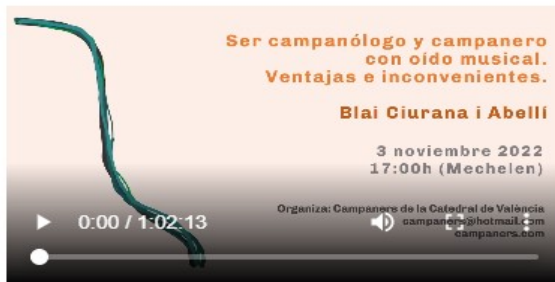 Ser campanólogo y campanero
con oído musical.
Ventajas e inconvenientes.
Blai Ciurana i Abellí
3 noviembre 2022
17:00h (Mechelen)
Organiza: Campaners de la Catedral de València
campaners@hotmail.com
campaners.com
0:00 / 1:02:13